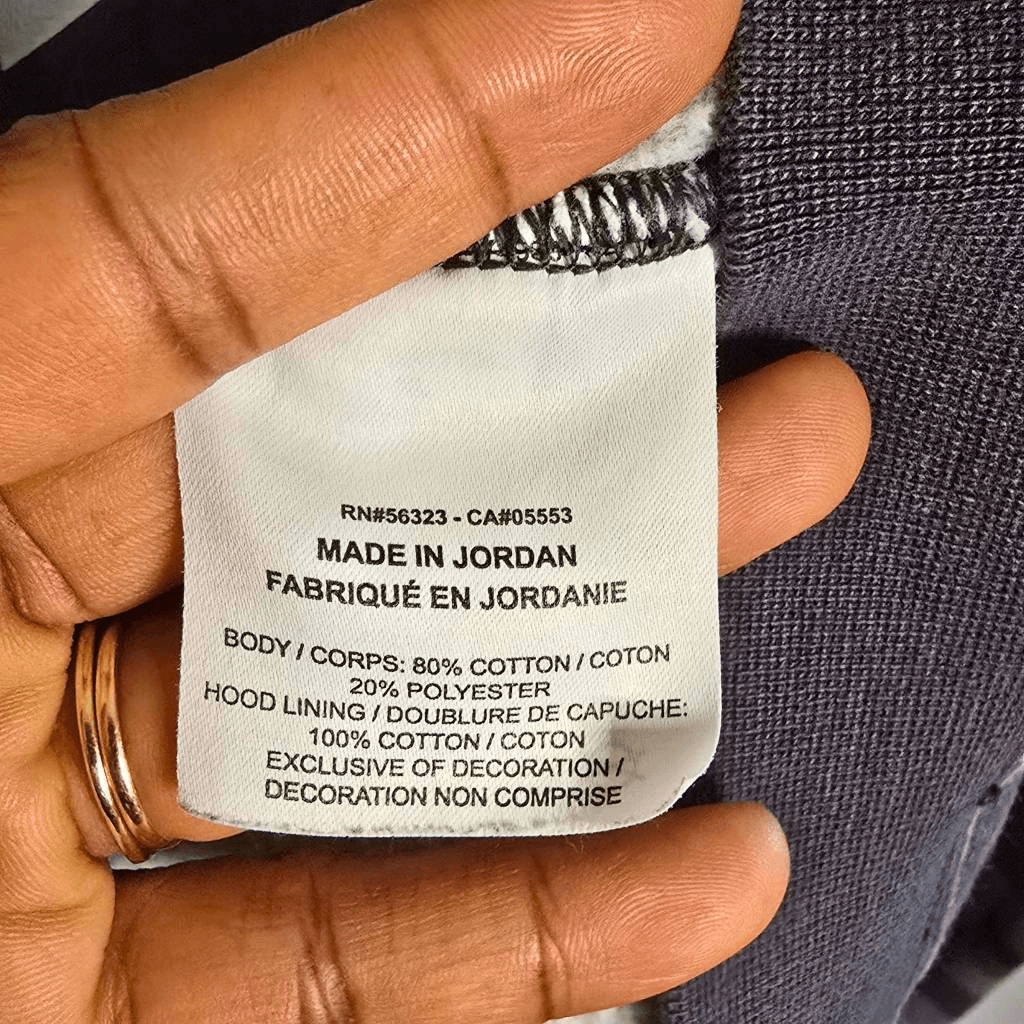 RN#56323 - CA#05553
MADE IN JORDAN
FABRIQUÉ EN JORDANIE
BODY / CORPS: 80% COTTON / COTON
20% POLYESTER
HOOD LINING / DOUBLURE DE CAPUCHE:
100% COTTON / COTON
EXCLUSIVE OF DECORATION /
DECORATION NON COMPRISE